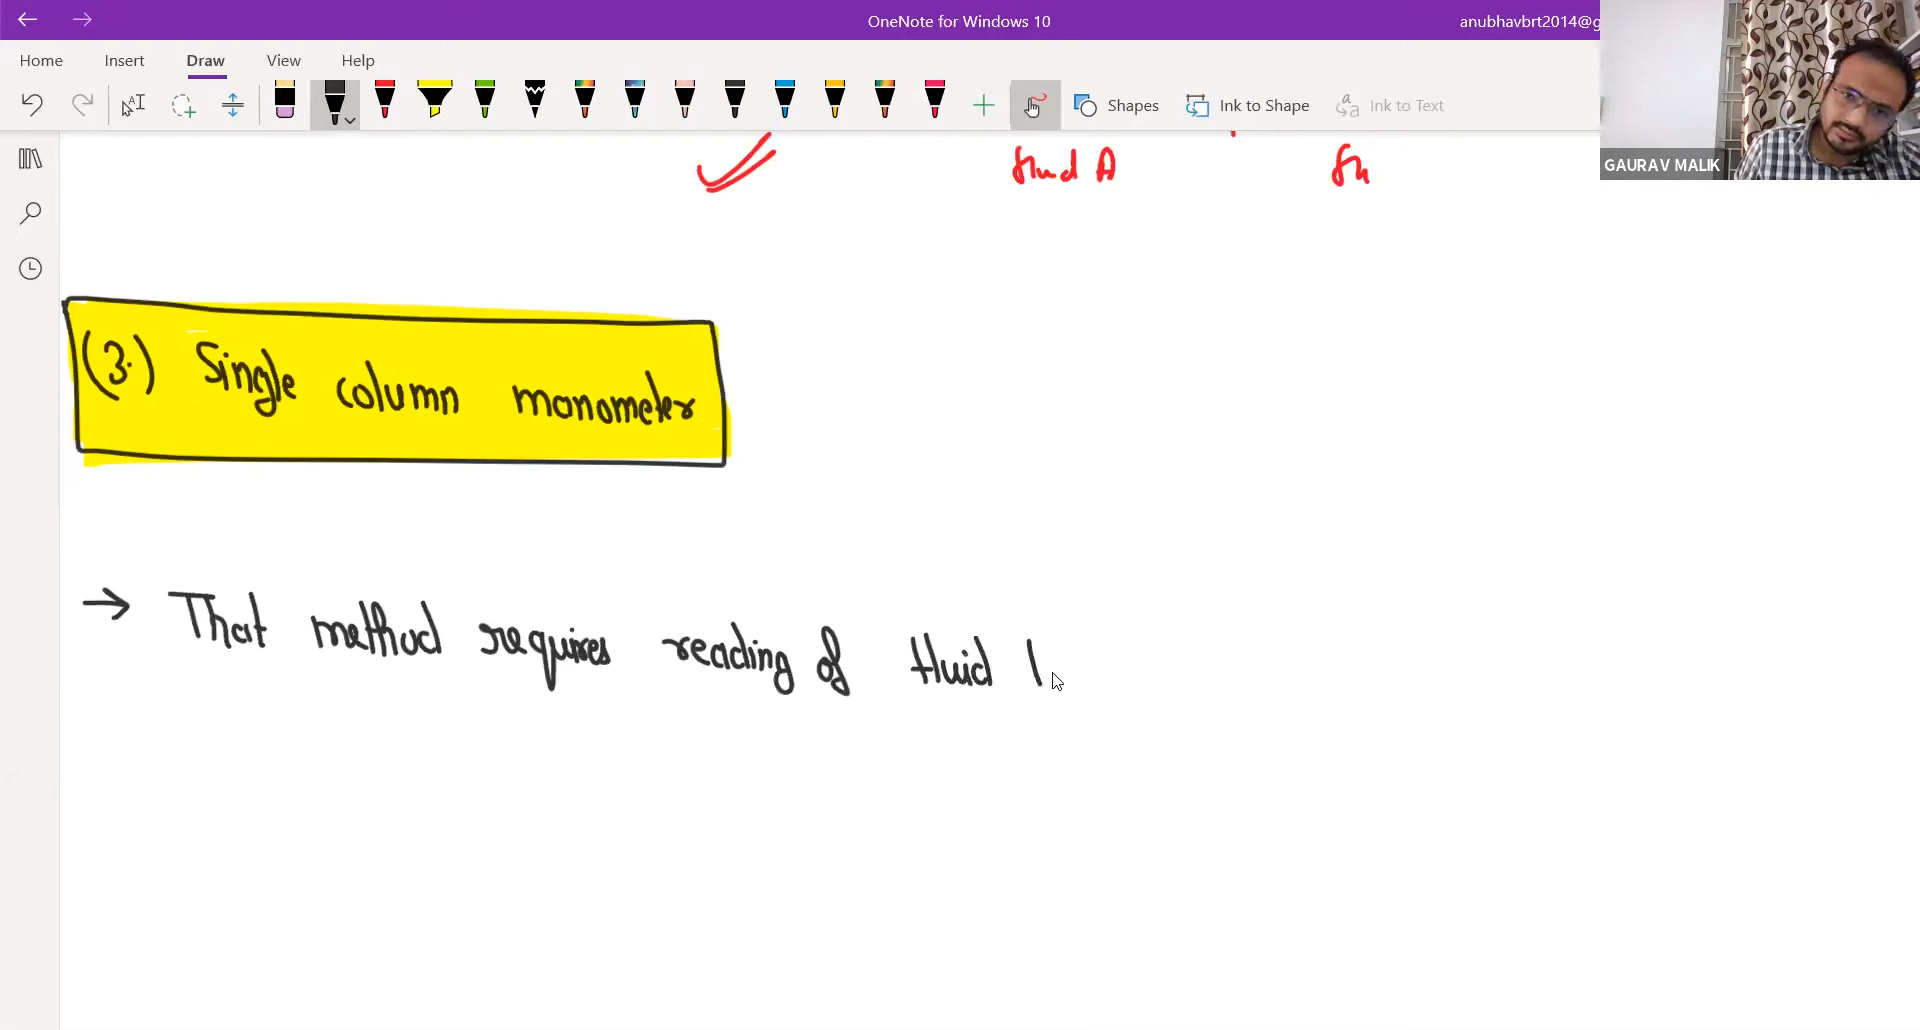 OneNote for Windows 10
anubhavbrt2014@g
Home Insert Draw View Help
Shapes Ink to Shape Ink to Text
GAURAV MALIK
fluid A
(3.) Single column manometer
→ That method requires reading of fluid l